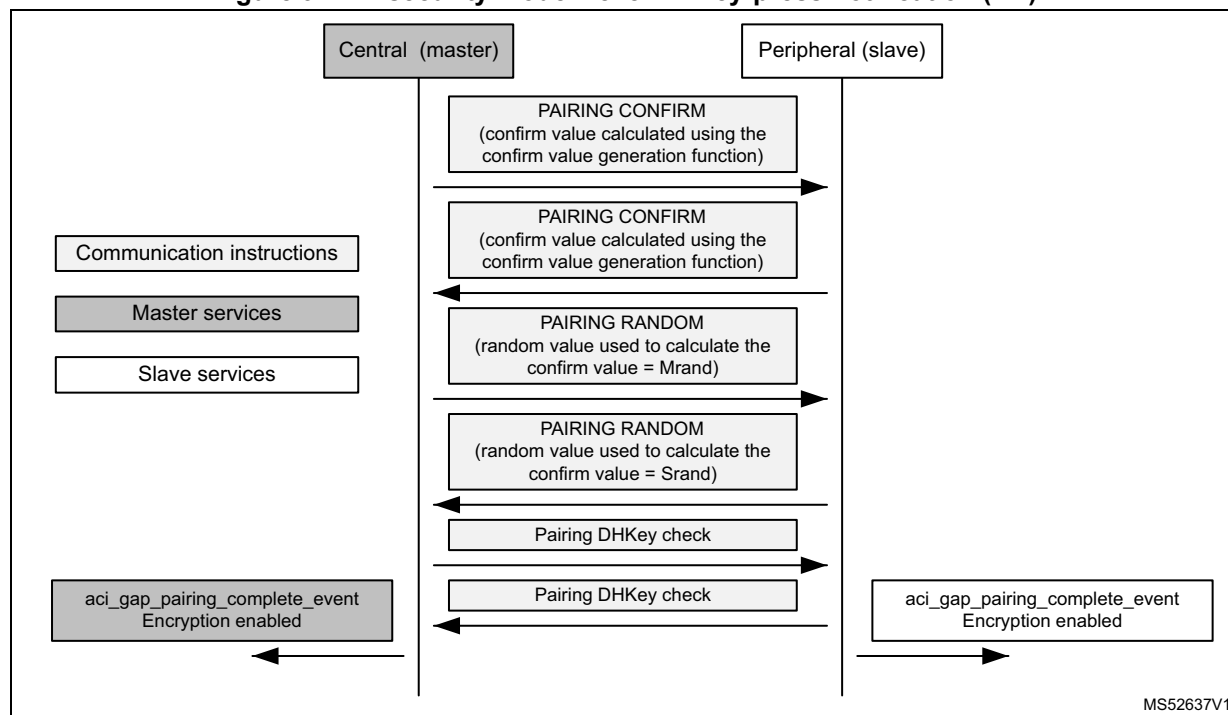 Central (master)
Peripheral (slave)
PAIRING CONFIRM
(confirm value calculated using the
confirm value generation function)
PAIRING CONFIRM
(confirm value calculated using the
confirm value generation function)
Communication instructions
Master services
Slave services
PAIRING RANDOM
(random value used to calculate the
confirm value = Mrand)
PAIRING RANDOM
(random value used to calculate the
confirm value = Srand)
Pairing DHKey check
Pairing DHKey check
aci_gap_pairing_complete_event
Encryption enabled
aci_gap_pairing_complete_event
Encryption enabled
MS52637V1